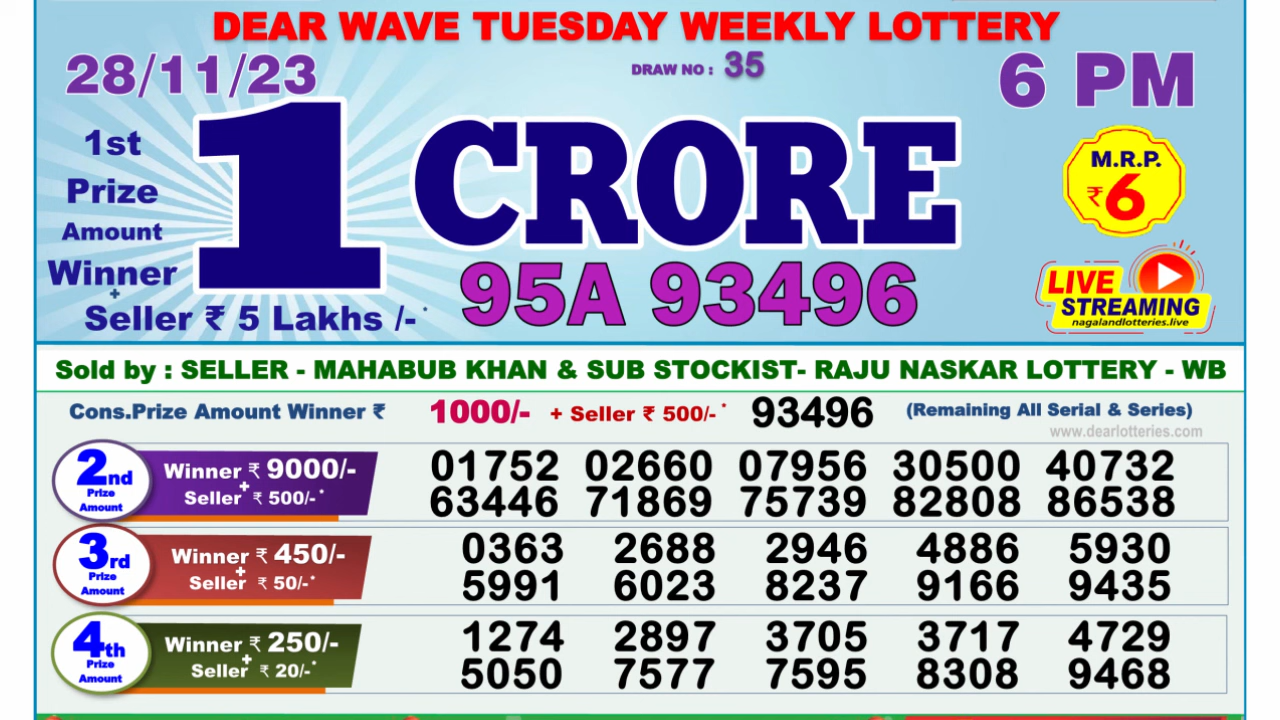 DEAR WAVE TUESDAY WEEKLY LOTTERY
28/11/23
DRAW NO : 35
6 PM
1st
Prize
Amount
Winner
+
Seller ₹ 5 Lakhs /- *
1 CRORE
95A 93496
M.R.P.
₹6
LIVE
STREAMING
nagalandlotteries.live
Sold by : SELLER - MAHABUB KHAN & SUB STOCKIST- RAJU NASKAR LOTTERY - WB
Cons.Prize Amount Winner ₹ 1000/- + Seller ₹ 500/- * 93496 (Remaining All Serial & Series)
www.dearlotteries.com
2nd
Prize
Amount
Winner ₹ 9000/-
+
Seller ₹ 500/- *
01752 02660 07956 30500 40732
63446 71869 75739 82808 86538
3rd
Prize
Amount
Winner ₹ 450/-
+
Seller ₹ 50/- *
0363 2688 2946 4886 5930
5991 6023 8237 9166 9435
4th
Prize
Amount
Winner ₹ 250/-
+
Seller ₹ 20/- *
1274 2897 3705 3717 4729
5050 7577 7595 8308 9468